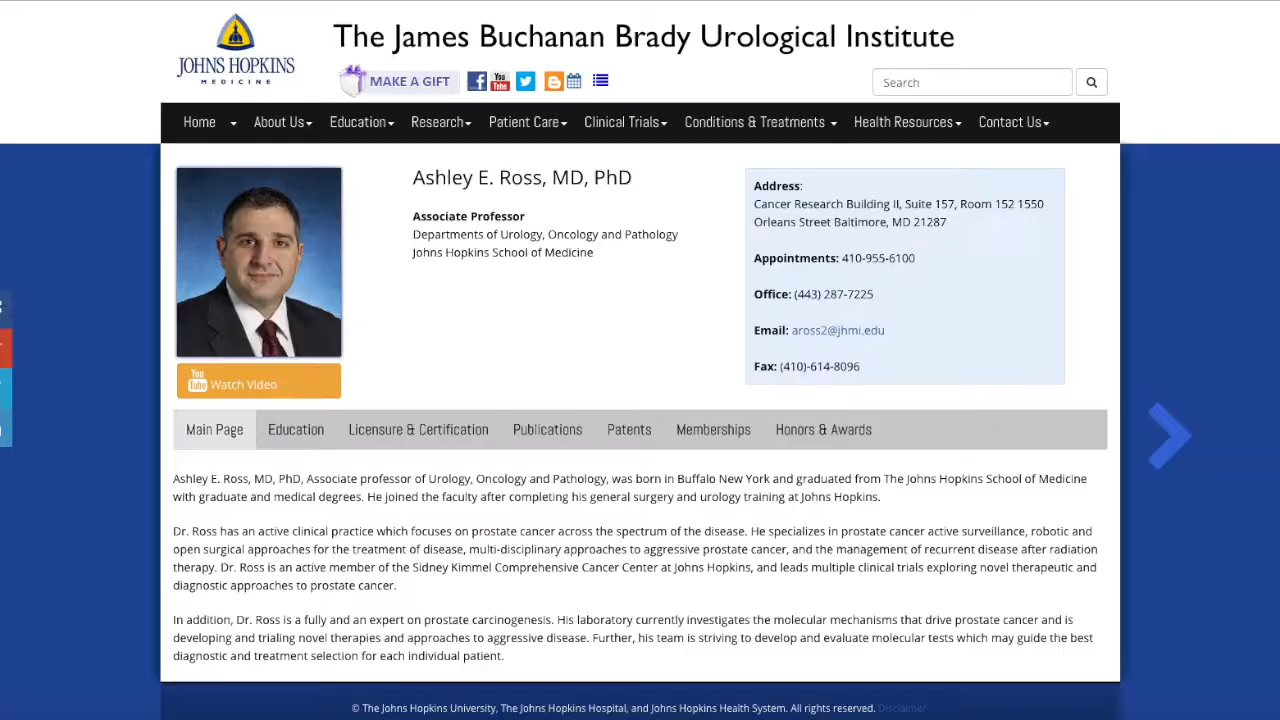 The James Buchanan Brady Urological Institute
JOHNS HOPKINS
MEDICINE
MAKE A GIFT
You
Tube
Search
Home
About Us
Education
Research
Patient Care
Clinical Trials
Conditions & Treatments
Health Resources
Contact Us
Ashley E. Ross, MD, PhD
Associate Professor
Departments of Urology, Oncology and Pathology
Johns Hopkins School of Medicine
Address:
Cancer Research Building II, Suite 157, Room 152 1550
Orleans Street Baltimore, MD 21287
Appointments: 410-955-6100
Office: (443) 287-7225
Email: aross2@jhmi.edu
Fax: (410)-614-8096
You
Tube Watch Video
Main Page
Education
Licensure & Certification
Publications
Patents
Memberships
Honors & Awards
Ashley E. Ross, MD, PhD, Associate professor of Urology, Oncology and Pathology, was born in Buffalo New York and graduated from The Johns Hopkins School of Medicine
with graduate and medical degrees. He joined the faculty after completing his general surgery and urology training at Johns Hopkins.
Dr. Ross has an active clinical practice which focuses on prostate cancer across the spectrum of the disease. He specializes in prostate cancer active surveillance, robotic and
open surgical approaches for the treatment of disease, multi-disciplinary approaches to aggressive prostate cancer, and the management of recurrent disease after radiation
therapy. Dr. Ross is an active member of the Sidney Kimmel Comprehensive Cancer Center at Johns Hopkins, and leads multiple clinical trials exploring novel therapeutic and
diagnostic approaches to prostate cancer.
In addition, Dr. Ross is a fully and an expert on prostate carcinogenesis. His laboratory currently investigates the molecular mechanisms that drive prostate cancer and is
developing and trialing novel therapies and approaches to aggressive disease. Further, his team is striving to develop and evaluate molecular tests which may guide the best
diagnostic and treatment selection for each individual patient.
© The Johns Hopkins University, The Johns Hopkins Hospital, and Johns Hopkins Health System. All rights reserved. Disclaimer